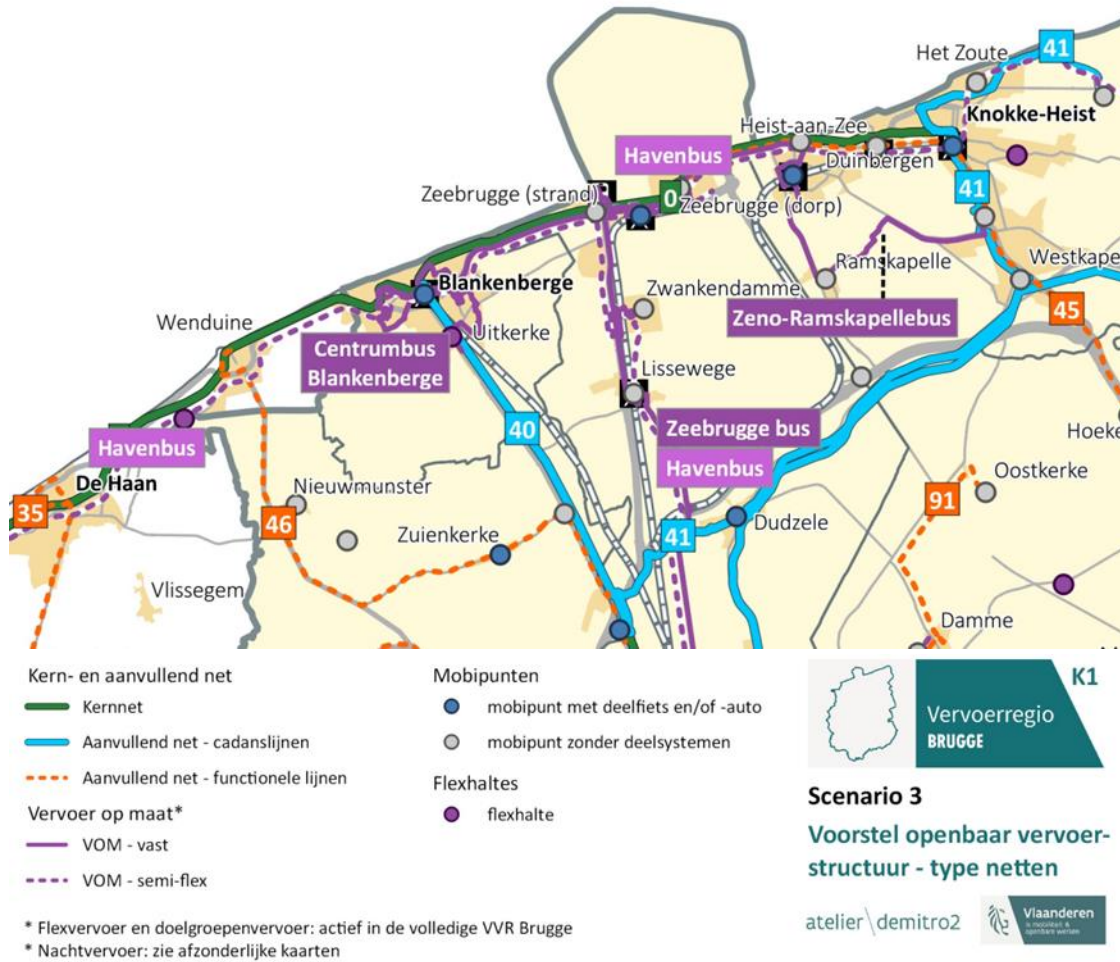 Het Zoute
41
Knokke-Heist
Heist-aan-Zee
Havenbus
Duinbergen
Zeebrugge (strand)
0
Zeebrugge (dorp)
41
Ramskapelle
Westkape
Blankenberge
Zwankendamme
Zeno-Ramskapellebus
45
Wenduine
Uitkerke
Centrumbus
Blankenberge
Lissewege
Zeebrugge bus
Havenbus
Hoeke
40
Havenbus
De Haan
Oostkerke
35
Nieuwmunster
46
91
Zuienkerke
41
Dudzele
Vlissegem
Damme
Kern- en aanvullend net
Kernnet
Aanvullend net - cadanslijnen
Aanvullend net - functionele lijnen
Vervoer op maat*
VOM - vast
VOM - semi-flex
* Flexvervoer en doelgroepenvervoer: actief in de volledige VVR Brugge
* Nachtvervoer: zie afzonderlijke kaarten
Mobipunten
mobipunt met deelfiets en/of -auto
mobipunt zonder deelsystemen
Flexhaltes
flexhalte
K1
Vervoerregio
BRUGGE
Scenario 3
Voorstel openbaar vervoer-
structuur - type netten
atelier\demitro2
Vlaanderen
is mobiliteit &
openbare werken